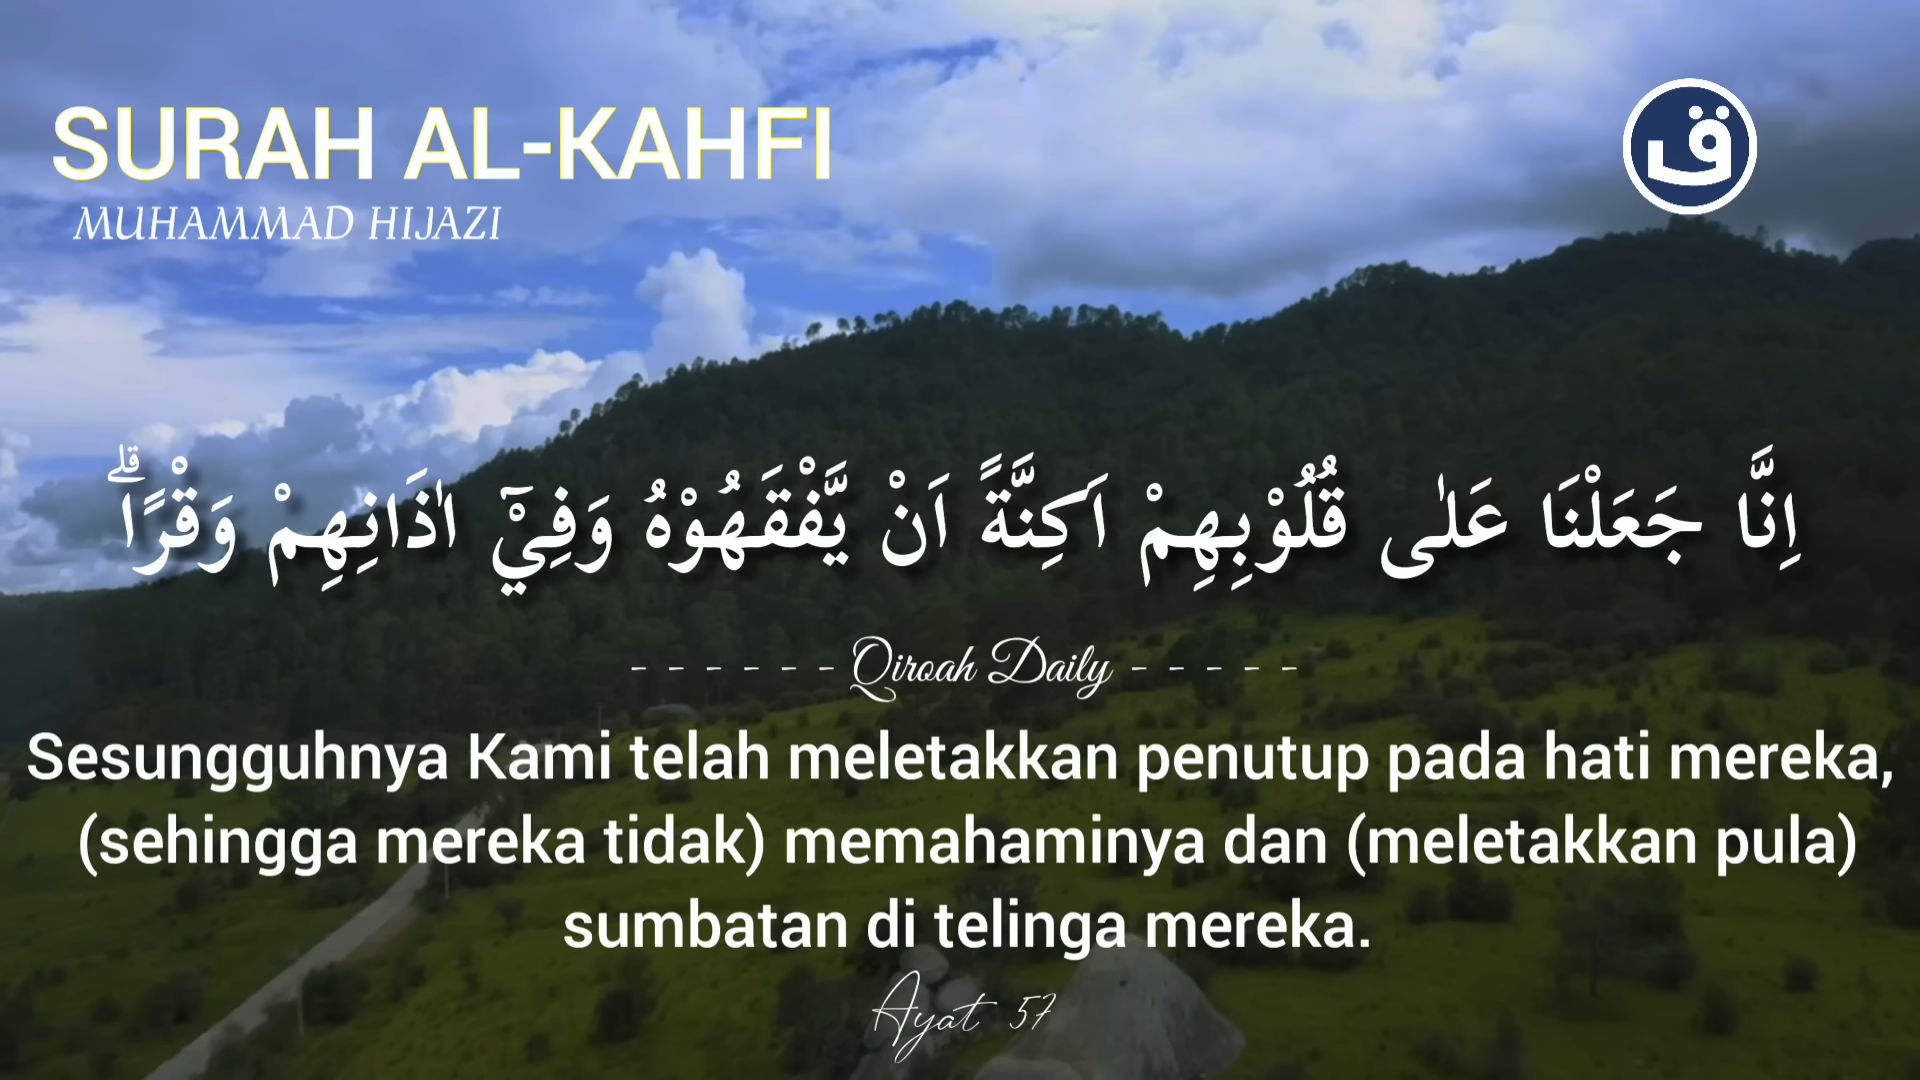 SURAH AL-KAHFI
MUHAMMAD HIJAZI
ق
اِنَّا جَعَلْنَا عَلٰى قُلُوْبِهِمْ اَكِنَّةً اَنْ يَّفْقَهُوْهُ وَفِيْٓ اٰذَانِهِمْ وَقْرًاۗ
- - - - - - Qiroah Daily - - - - -
Sesungguhnya Kami telah meletakkan penutup pada hati mereka,
(sehingga mereka tidak) memahaminya dan (meletakkan pula)
sumbatan di telinga mereka.
Ayat 57